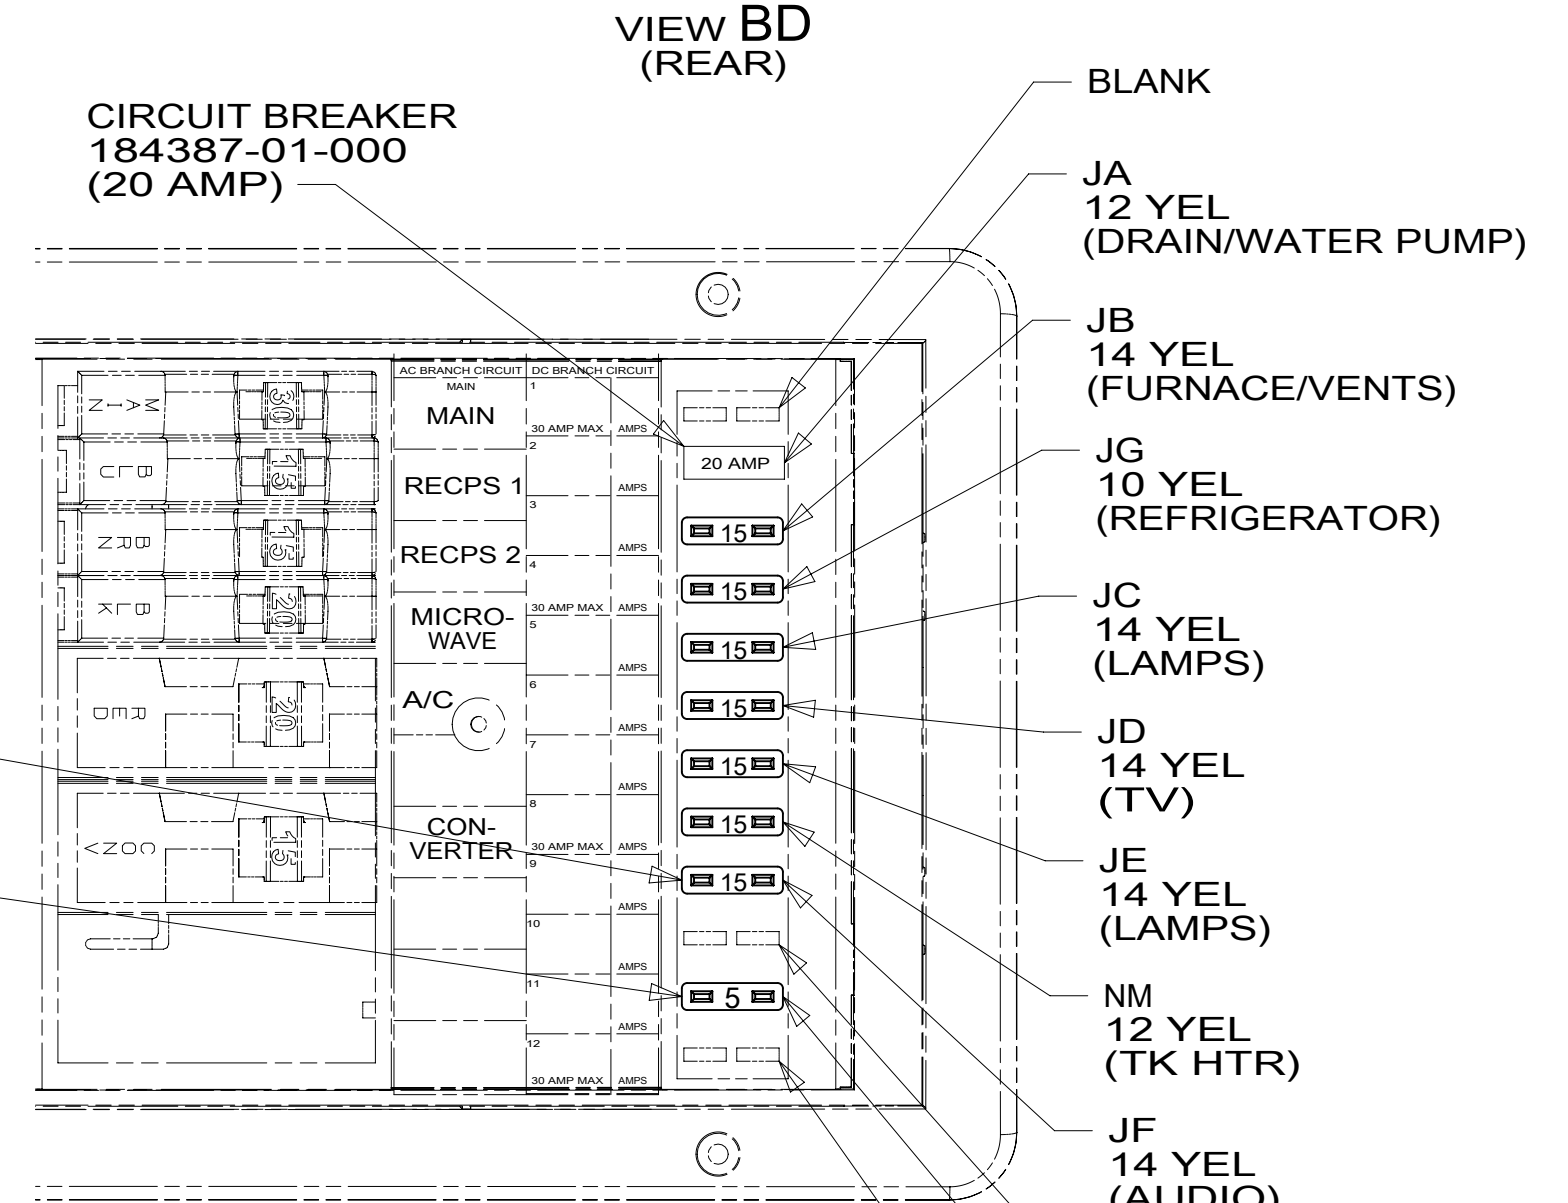 VIEW BD
(REAR)
CIRCUIT BREAKER
184387-01-000
(20 AMP)
BLANK
JA
12 YEL
(DRAIN/WATER PUMP)
JB
14 YEL
(FURNACE/VENTS)
JG
10 YEL
(REFRIGERATOR)
JC
14 YEL
(LAMPS)
JD
14 YEL
(TV)
JE
14 YEL
(LAMPS)
NM
12 YEL
(TK HTR)
JF
14 YEL
(AUDIO)
MAIN
30
BLU
15
BRN
15
BLK
20
RED
20
CONV
15
AC BRANCH CIRCUIT
MAIN
MAIN
RECPS 1
RECPS 2
MICRO-
WAVE
A/C
CON-
VERTER
DC BRANCH CIRCUIT
1
30 AMP MAX AMPS
2
AMPS
3
AMPS
4
30 AMP MAX AMPS
5
AMPS
6
AMPS
7
AMPS
8
30 AMP MAX AMPS
9
AMPS
10
AMPS
11
AMPS
12
30 AMP MAX AMPS
20 AMP
15
15
15
15
15
15
15
5